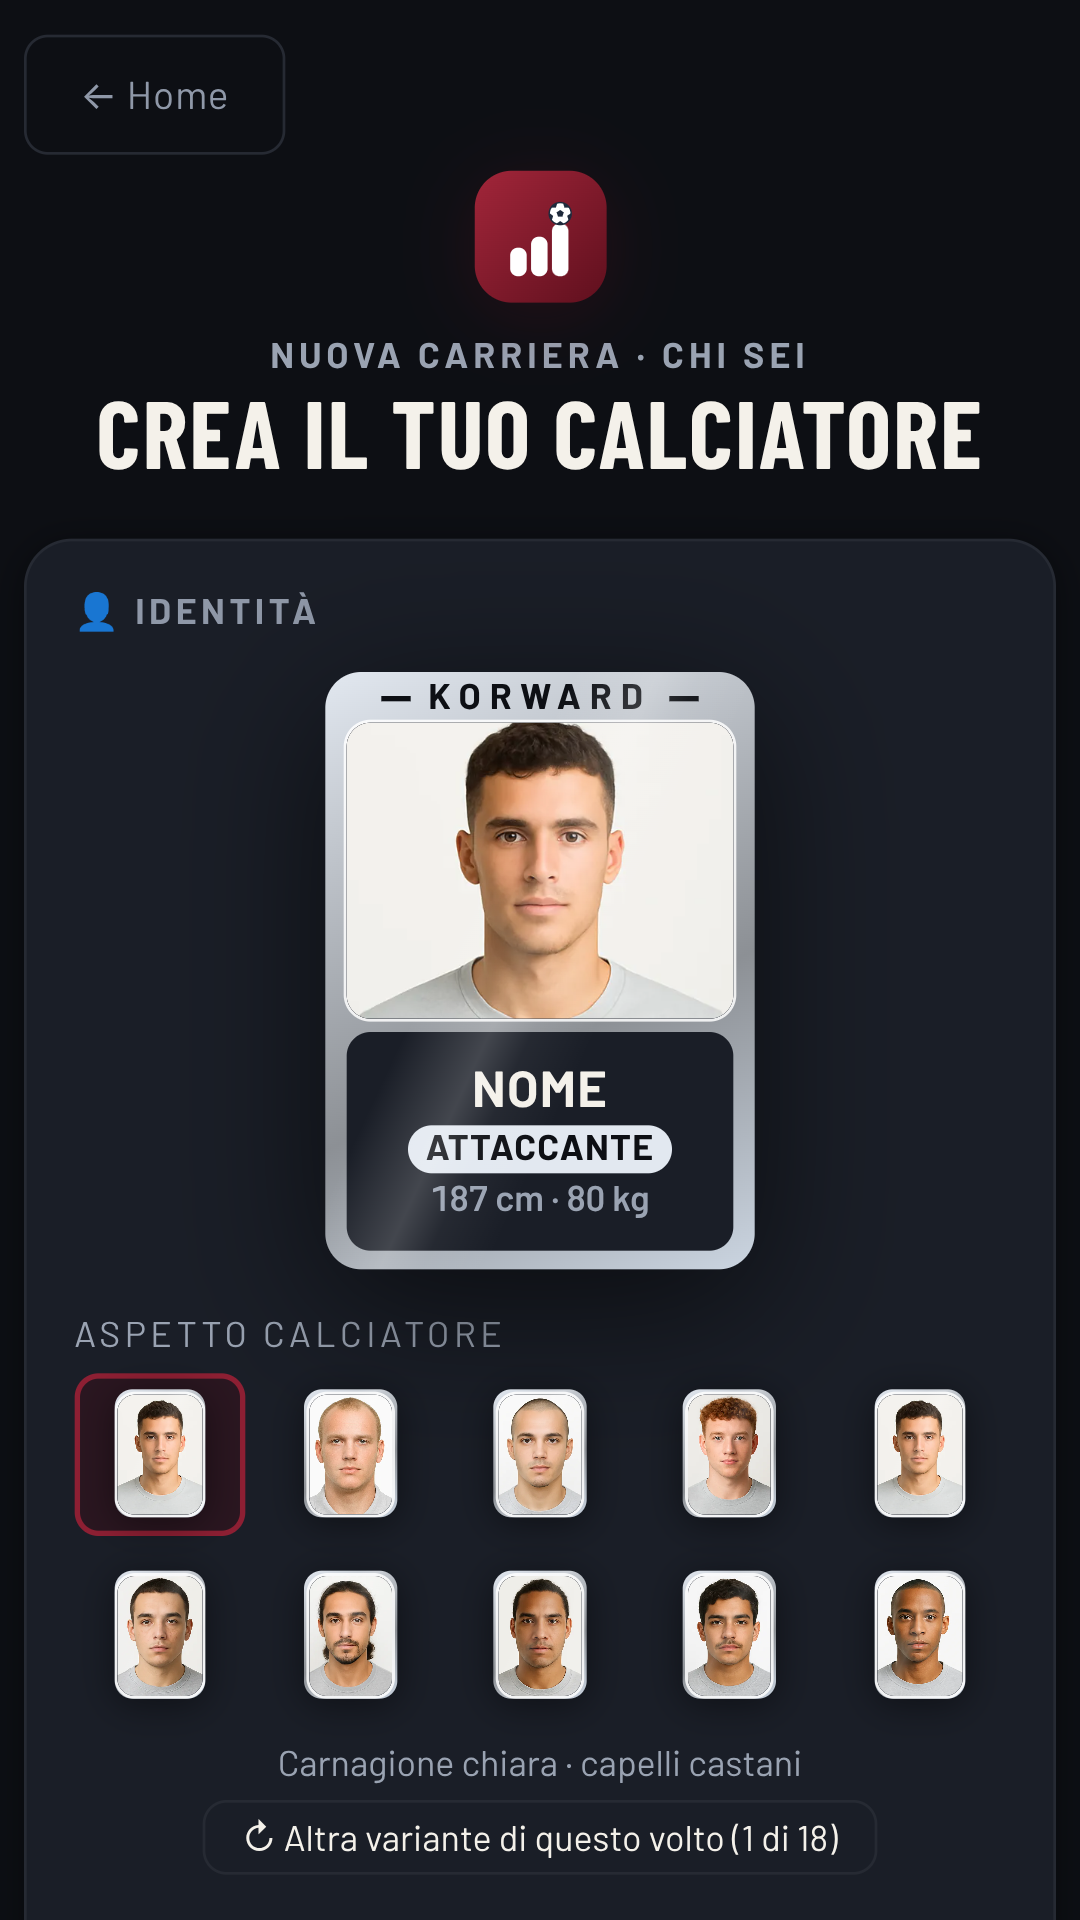 ← Home
NUOVA CARRIERA · CHI SEI
CREA IL TUO CALCIATORE
👤 IDENTITÀ
— KORWARD —
NOME
ATTACCANTE
187 cm · 80 kg
ASPETTO CALCIATORE
Carnagione chiara · capelli castani
↻ Altra variante di questo volto (1 di 18)